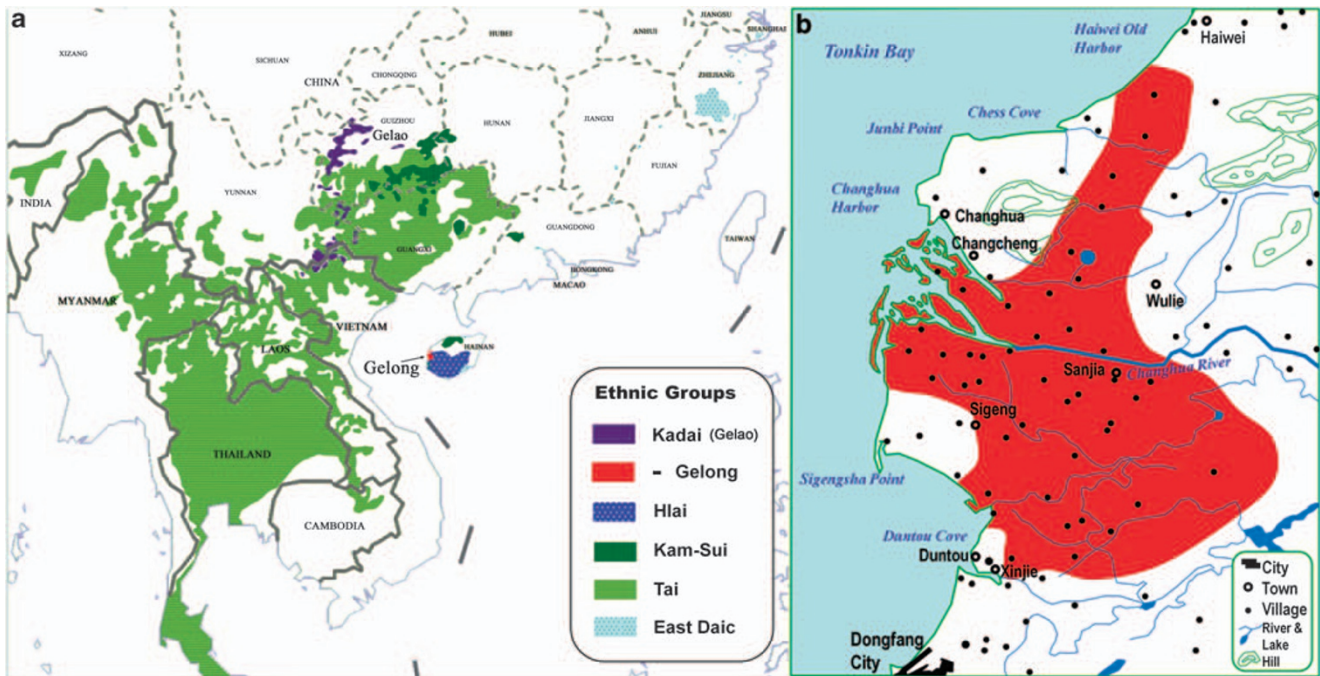 a
XIZANG
SICHUAN
CHONGQING
HUBEI
ANHUI
JIANGSU
SHANGHAI
ZHEJIANG
CHINA
GUIZHOU
Gelao
HUNAN
JIANGXI
FUJIAN
YUNNAN
INDIA
GUANGXI
GUANGDONG
TAIWAN
HONGKONG
MACAO
MYANMAR
VIETNAM
LAOS
HAINAN
Gelong
THAILAND
CAMBODIA
Ethnic Groups
Kadai (Gelao)
- Gelong
Hlai
Kam-Sui
Tai
East Daic
b
Tonkin Bay
Haiwei Old
Harbor
Haiwei
Chess Cove
Junbi Point
Changhua
Harbor
Changhua
Changcheng
Wulie
Sanjia
Changhua River
Sigeng
Sigengsha Point
Dantou Cove
Duntou
Xinjie
Dongfang
City
City
Town
Village
River &
Lake
Hill